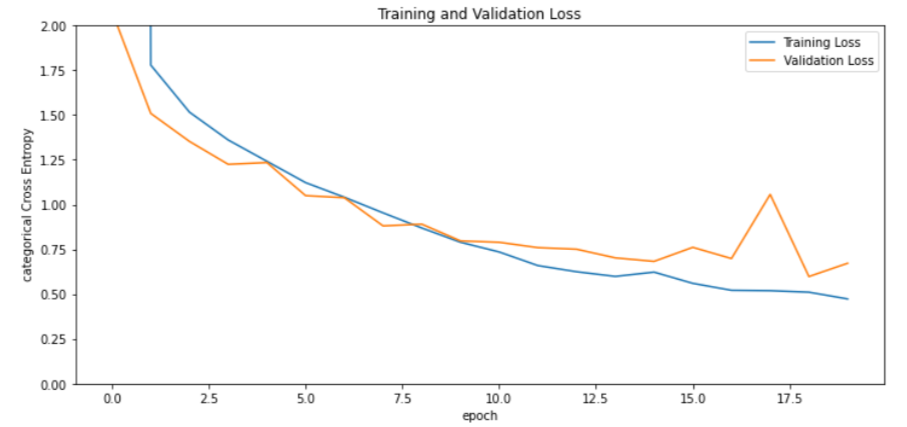 Training and Validation Loss
Training Loss
Validation Loss
categorical Cross Entropy
2.00
1.75
1.50
1.25
1.00
0.75
0.50
0.25
0.00
0.0 2.5 5.0 7.5 10.0 12.5 15.0 17.5
epoch